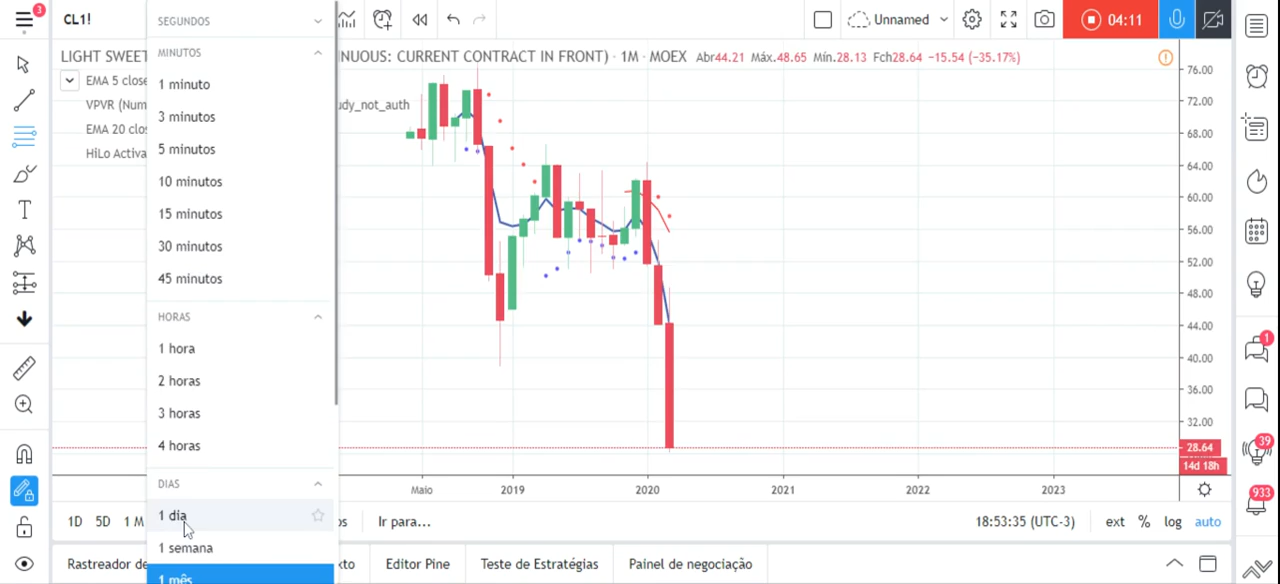 3
CL1!
SEGUNDOS
Unnamed
04:11
MINUTOS
LIGHT SWEET
NUOUS: CURRENT CONTRACT IN FRONT) · 1M · MOEX Abr44.21 Máx.48.65 Mín.28.13 Fch28.64 −15.54 (−35.17%)
EMA 5 close
VPVR (Num
udy_not_auth
EMA 20 clos
HiLo Activa
1 minuto
3 minutos
5 minutos
10 minutos
15 minutos
30 minutos
45 minutos
HORAS
1 hora
2 horas
3 horas
4 horas
DIAS
1 dia
1 semana
1 mês
76.00
72.00
68.00
64.00
60.00
56.00
52.00
48.00
44.00
40.00
36.00
32.00
28.64
14d 18h
1
39
933
Maio
2019
2020
2021
2022
2023
1D 5D 1 M
os
Ir para...
18:53:35 (UTC-3)
ext % log auto
Rastreador de
xto
Editor Pine
Teste de Estratégias
Painel de negociação